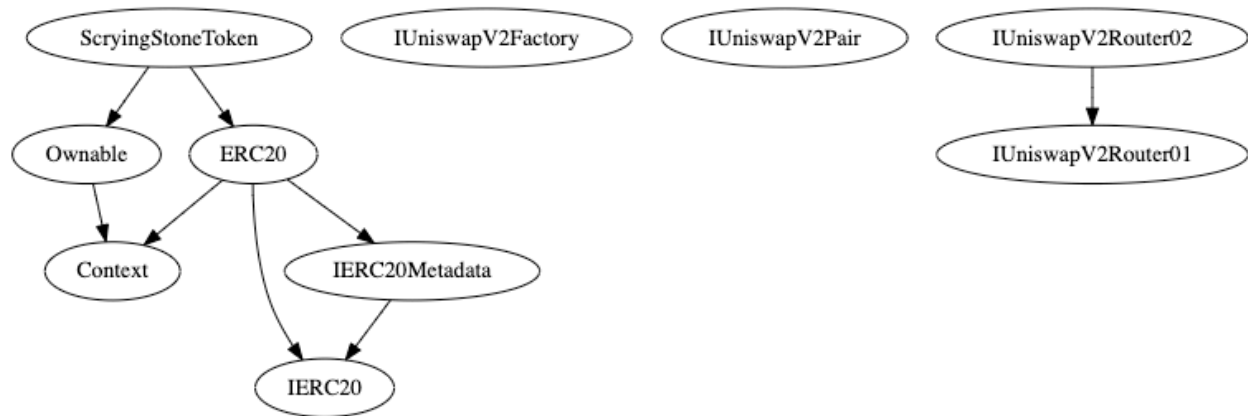 ScryingStoneToken
IUniswapV2Factory
IUniswapV2Pair
IUniswapV2Router02
Ownable
ERC20
IUniswapV2Router01
Context
IERC20Metadata
IERC20